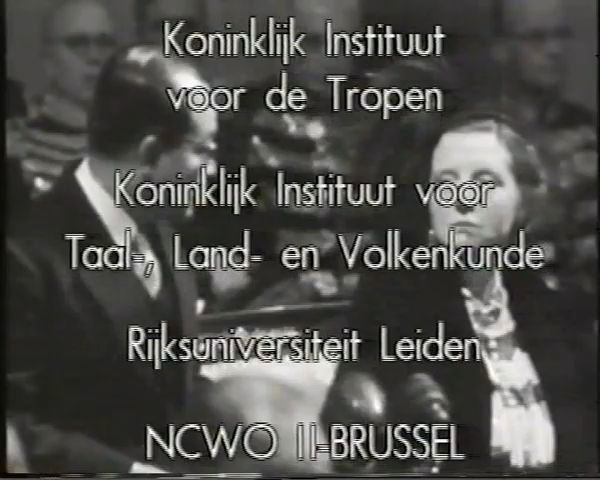 Koninklijk Instituut
voor de Tropen
Koninklijk Instituut voor
Taal-, Land- en Volkenkunde
Rijksuniversiteit Leiden
NCWO II-BRUSSEL